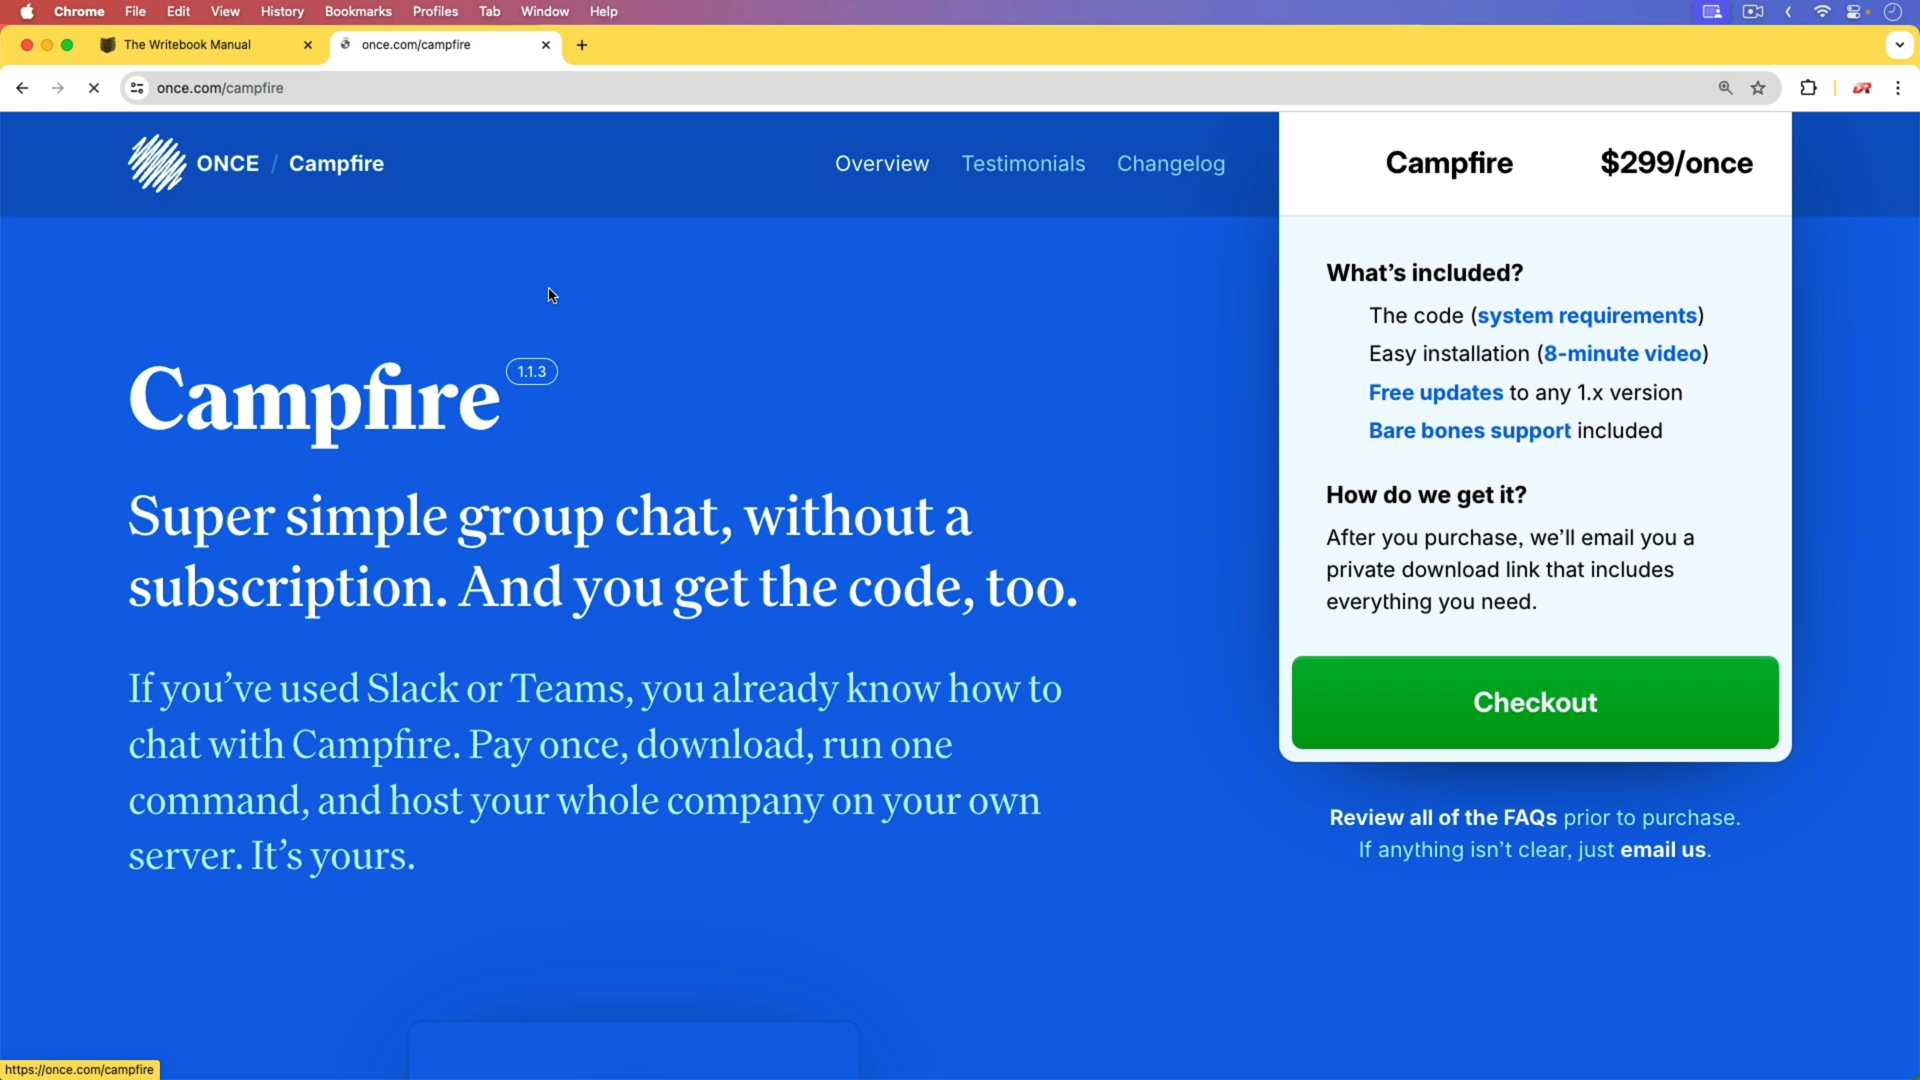 Chrome File Edit View History Bookmarks Profiles Tab Window Help
The Writebook Manual
once.com/campfire
once.com/campfire
ONCE / Campfire
Overview Testimonials Changelog
Campfire $299/once
Campfire 1.1.3
Super simple group chat, without a
subscription. And you get the code, too.
If you’ve used Slack or Teams, you already know how to
chat with Campfire. Pay once, download, run one
command, and host your whole company on your own
server. It’s yours.
What’s included?
The code (system requirements)
Easy installation (8-minute video)
Free updates to any 1.x version
Bare bones support included
How do we get it?
After you purchase, we’ll email you a
private download link that includes
everything you need.
Checkout
Review all of the FAQs prior to purchase.
If anything isn’t clear, just email us.
https://once.com/campfire